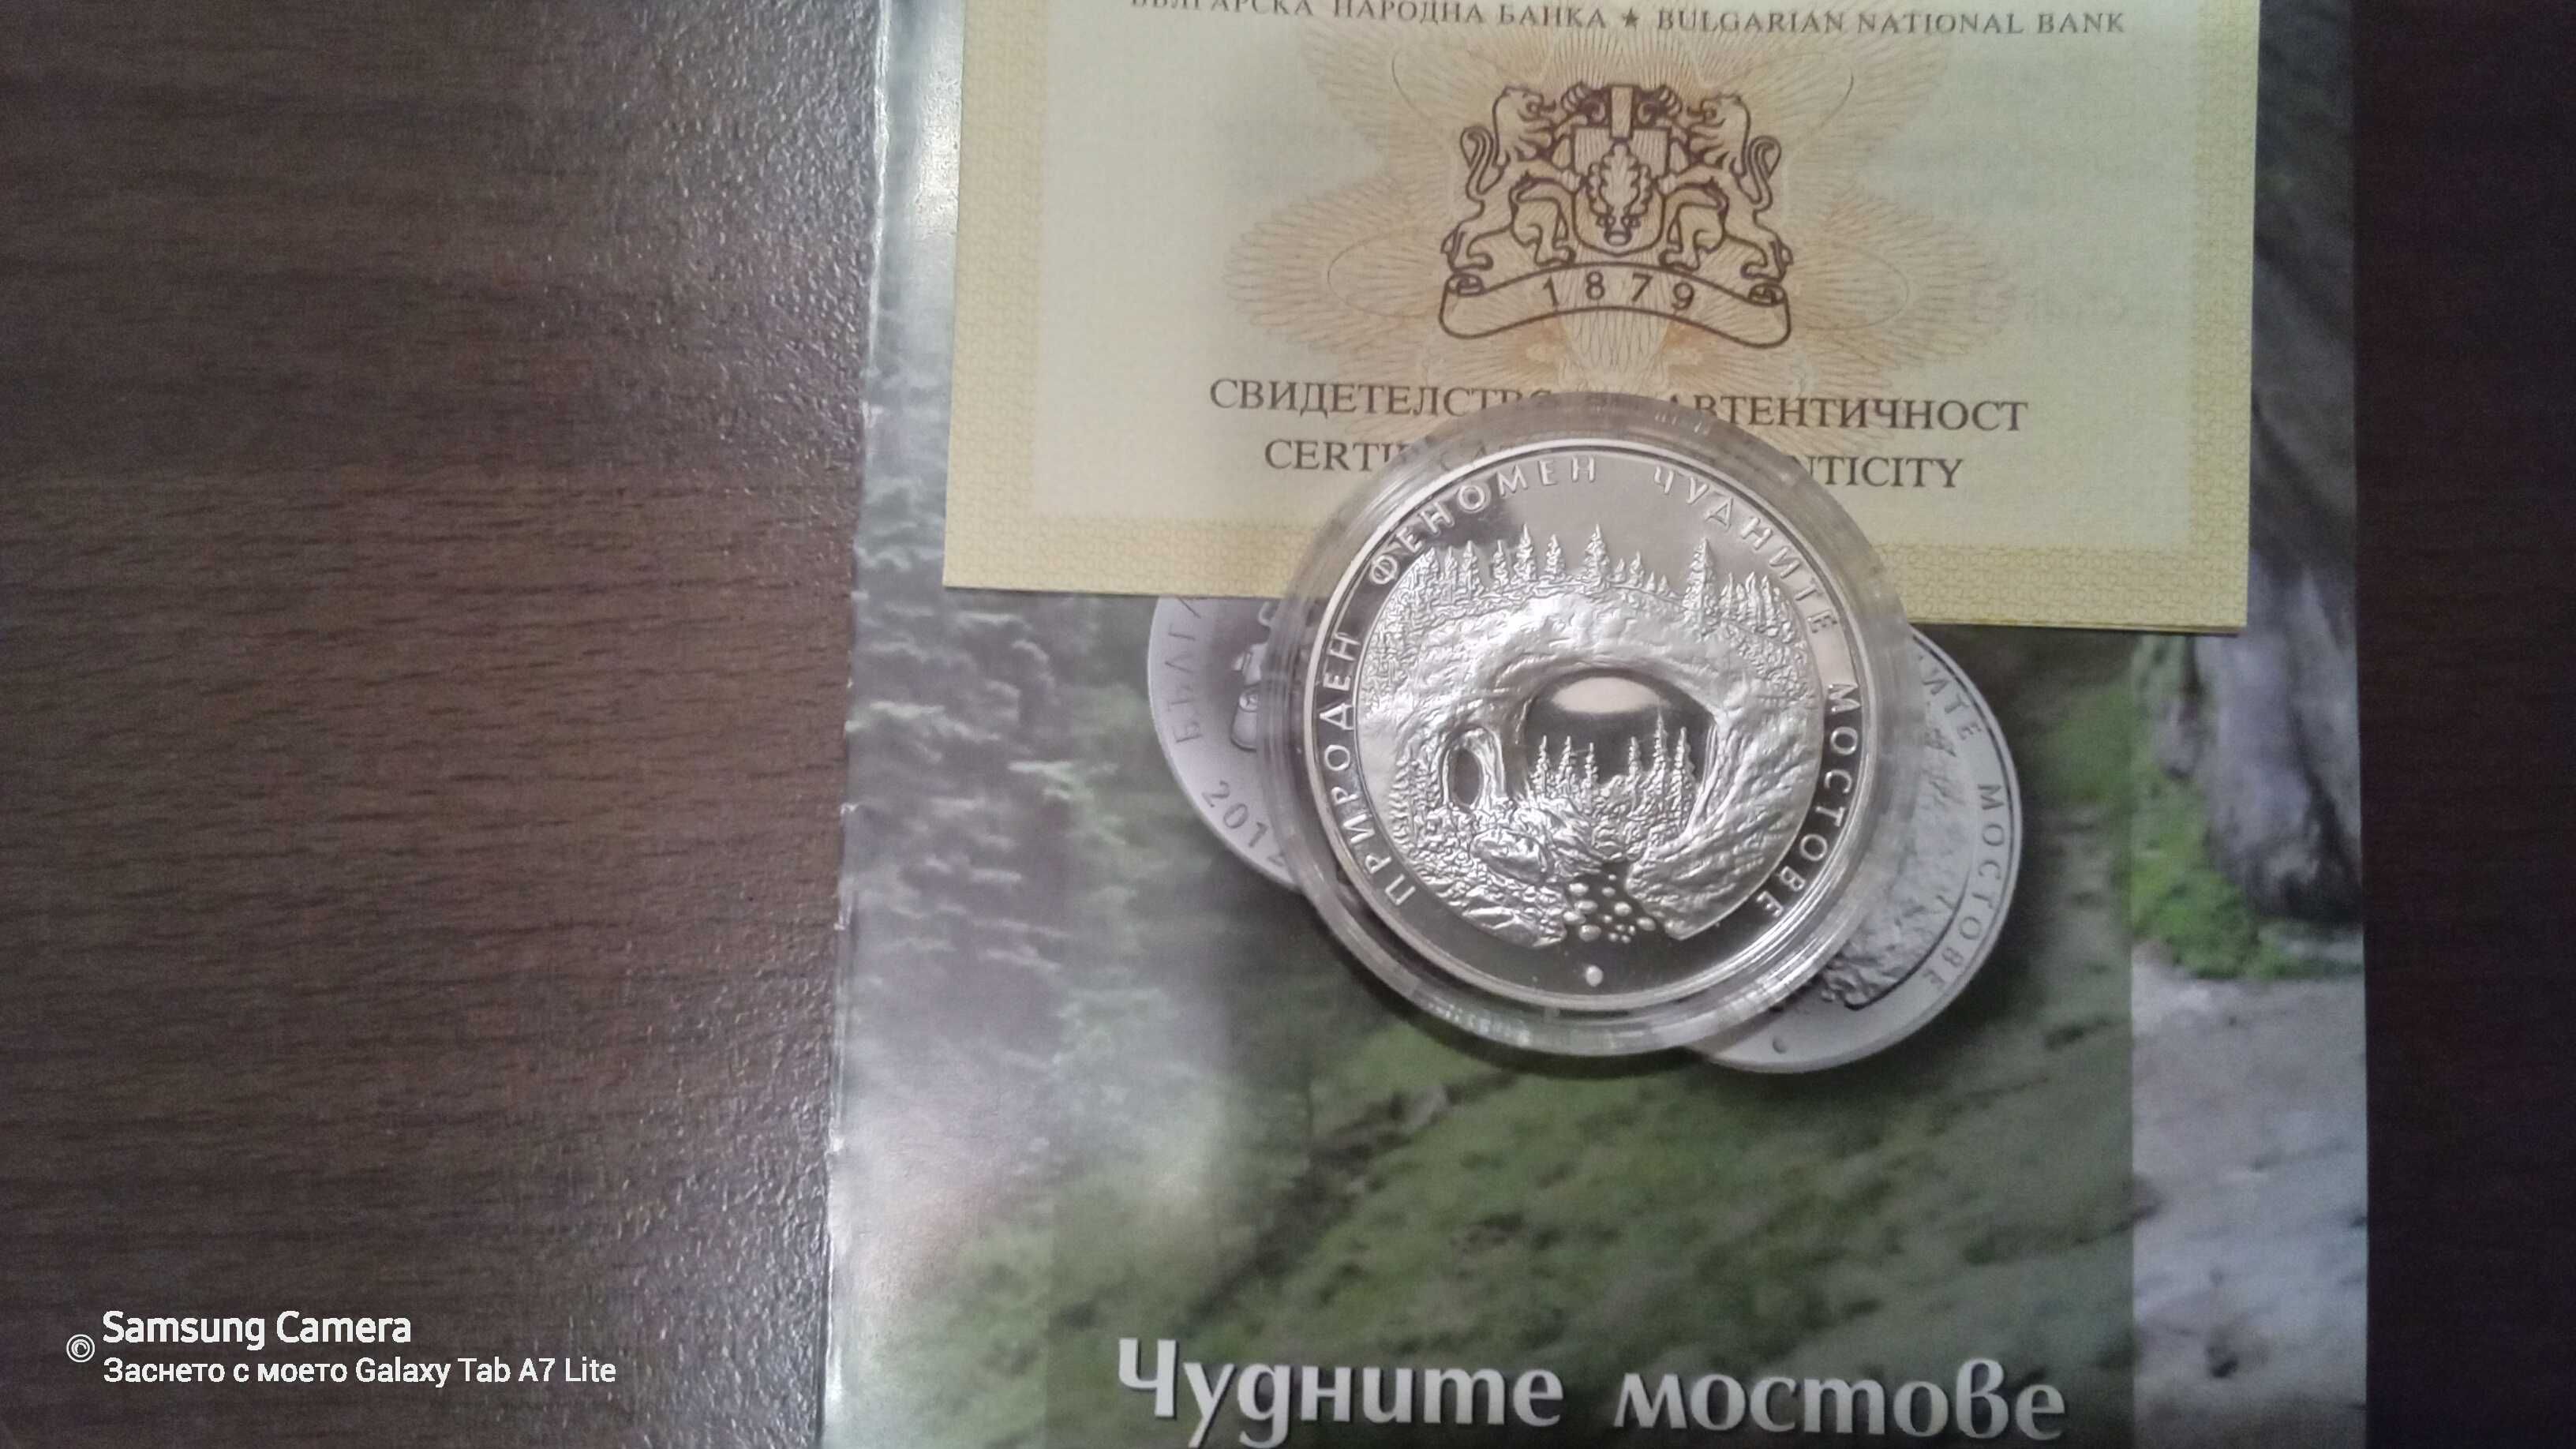 БЪЛГАРСКА НАРОДНА БАНКА ★ BULGARIAN NATIONAL BANK
1879
СВИДЕТЕЛСТВО АВТЕНТИЧНОСТ
ПРИРОДЕН ФЕНОМЕН ЧУДНИТЕ МОСТОВЕ
МОСТОВЕ
Чудните мостове
Samsung Camera
Заснето с моето Galaxy Tab A7 Lite